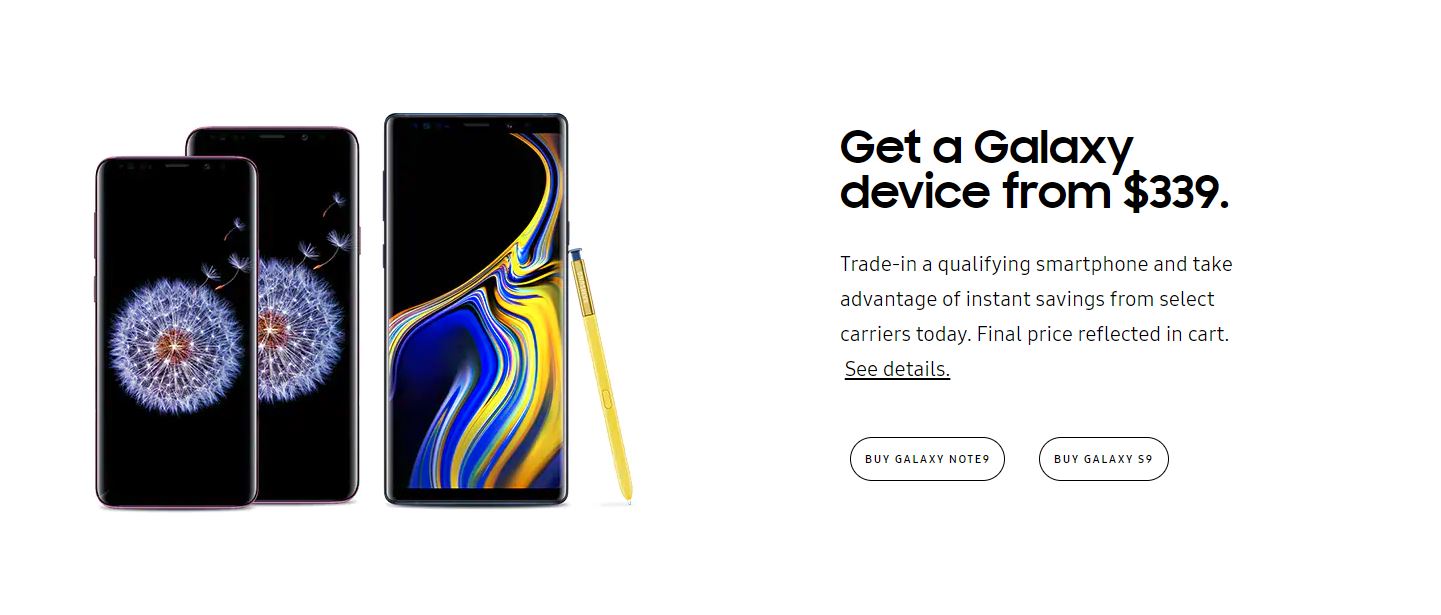 Get a Galaxy
device from $339.
Trade-in a qualifying smartphone and take
advantage of instant savings from select
carriers today. Final price reflected in cart.
See details.
BUY GALAXY NOTE9 BUY GALAXY S9